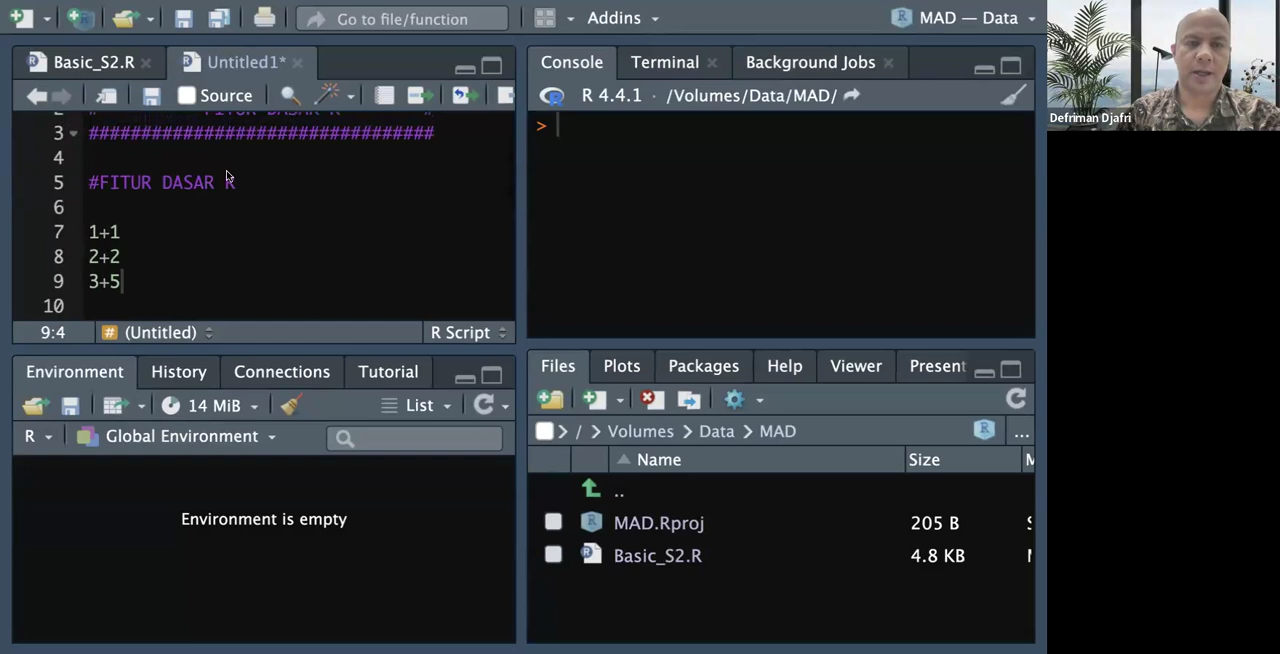 Go to file/function
Addins
MAD — Data
Basic_S2.R
Untitled1*
Source
2 # FITUR DASAR R #
3 #################################
4
5 #FITUR DASAR R
6
7 1+1
8 2+2
9 3+5
10
9:4
# (Untitled)
R Script
Console
Terminal
Background Jobs
R 4.4.1 · /Volumes/Data/MAD/
>
Defriman Djafri
Environment
History
Connections
Tutorial
14 MiB
List
R
Global Environment
Environment is empty
Files
Plots
Packages
Help
Viewer
Present
/ Volumes Data MAD
...
Name
Size
..
MAD.Rproj
205 B
Basic_S2.R
4.8 KB